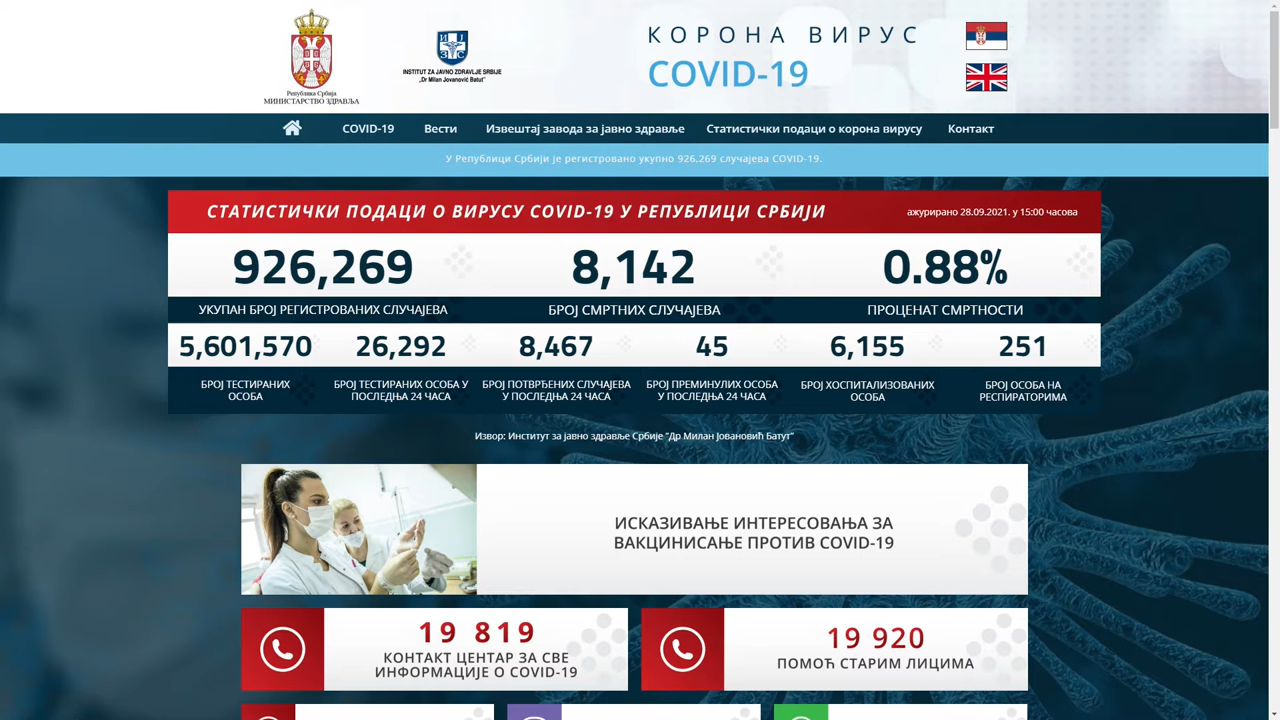 Република Србија
МИНИСТАРСТВО ЗДРАВЉА
ИЈЗС
INSTITUT ZA JAVNO ZDRAVLJE SRBIJE
„Dr Milan Jovanović Batut"
КОРОНА ВИРУС
COVID-19
COVID-19 Вести Извештај завода за јавно здравље Статистички подаци о корона вирусу Контакт
У Републици Србији је регистровано укупно 926,269 случајева COVID-19.
СТАТИСТИЧКИ ПОДАЦИ О ВИРУСУ COVID-19 У РЕПУБЛИЦИ СРБИЈИ
ажурирано 28.09.2021. у 15:00 часова
926,269 8,142 0.88%
УКУПАН БРОЈ РЕГИСТРОВАНИХ СЛУЧАЈЕВА БРОЈ СМРТНИХ СЛУЧАЈЕВА ПРОЦЕНАТ СМРТНОСТИ
5,601,570 26,292 8,467 45 6,155 251
БРОЈ ТЕСТИРАНИХ
ОСОБА
БРОЈ ТЕСТИРАНИХ ОСОБА У
ПОСЛЕДЊА 24 ЧАСА
БРОЈ ПОТВРЂЕНИХ СЛУЧАЈЕВА
У ПОСЛЕДЊА 24 ЧАСА
БРОЈ ПРЕМИНУЛИХ ОСОБА
У ПОСЛЕДЊА 24 ЧАСА
БРОЈ ХОСПИТАЛИЗОВАНИХ
ОСОБА
БРОЈ ОСОБА НА
РЕСПИРАТОРИМА
Извор: Институт за јавно здравље Србије "Др Милан Јовановић Батут"
ИСКАЗИВАЊЕ ИНТЕРЕСОВАЊА ЗА
ВАКЦИНИСАЊЕ ПРОТИВ COVID-19
19 819
КОНТАКТ ЦЕНТАР ЗА СВЕ
ИНФОРМАЦИЈЕ О COVID-19
19 920
ПОМОЋ СТАРИМ ЛИЦИМА